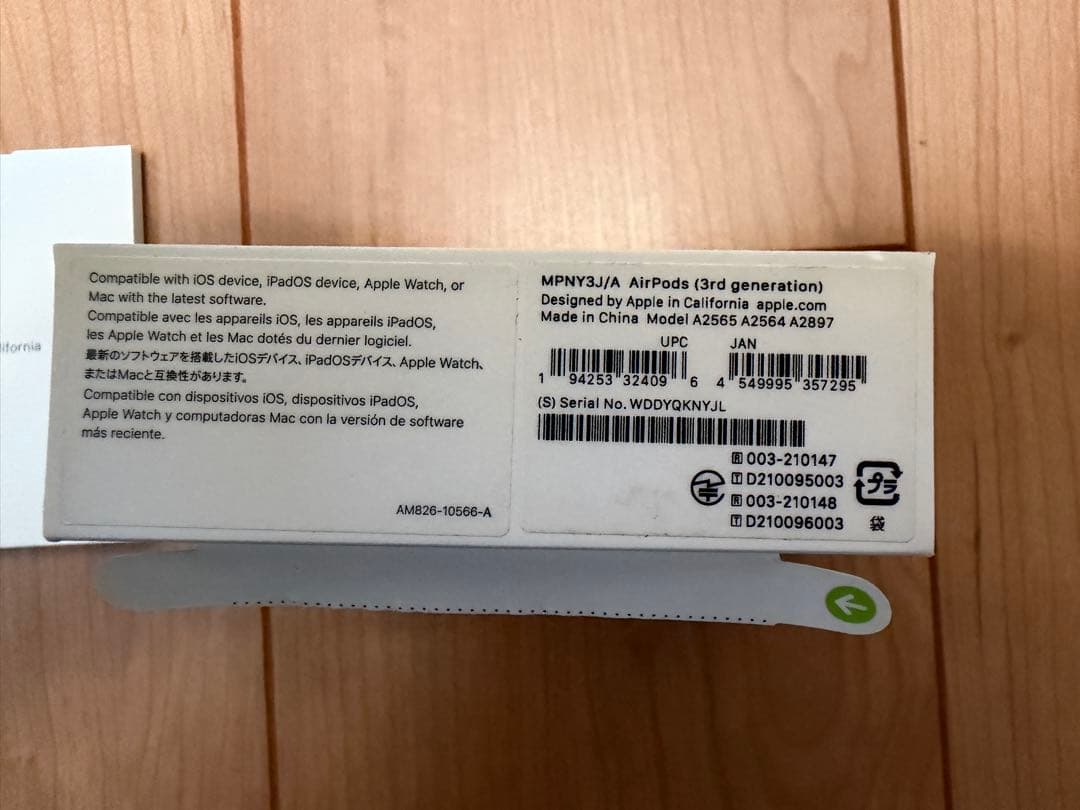 lifornia
Compatible with iOS device, iPadOS device, Apple Watch, or
Mac with the latest software.
Compatible avec les appareils iOS, les appareils iPadOS,
les Apple Watch et les Mac dotés du dernier logiciel.
最新のソフトウェアを搭載したiOSデバイス、iPadOSデバイス、Apple Watch、
またはMacと互換性があります。
Compatible con dispositivos iOS, dispositivos iPadOS,
Apple Watch y computadoras Mac con la versión de software
más reciente.
AM826-10566-A
MPNY3J/A AirPods (3rd generation)
Designed by Apple in California apple.com
Made in China Model A2565 A2564 A2897
UPC JAN
1 94253 32409 6 4 549995 357295
(S) Serial No. WDDYQKNYJL
R 003-210147
T D210095003
R 003-210148
T D210096003
プラ
袋